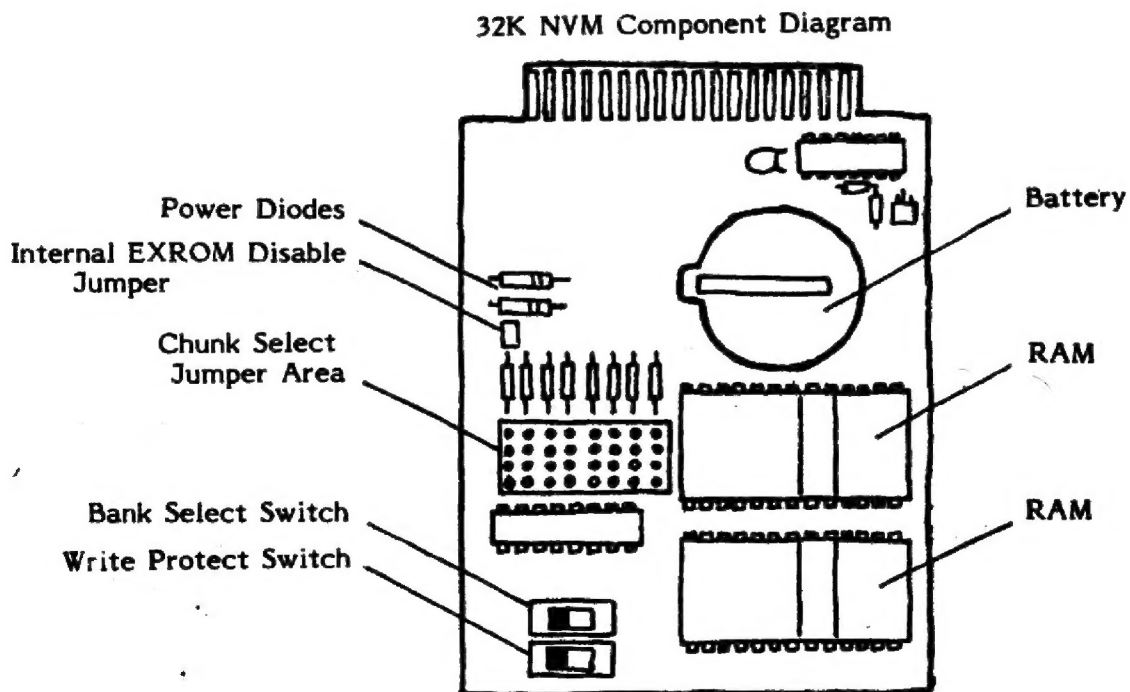 32K NVM Component Diagram
Power Diodes
Internal EXROM Disable
Jumper
Chunk Select
Jumper Area
Bank Select Switch
Write Protect Switch
Battery
RAM
RAM